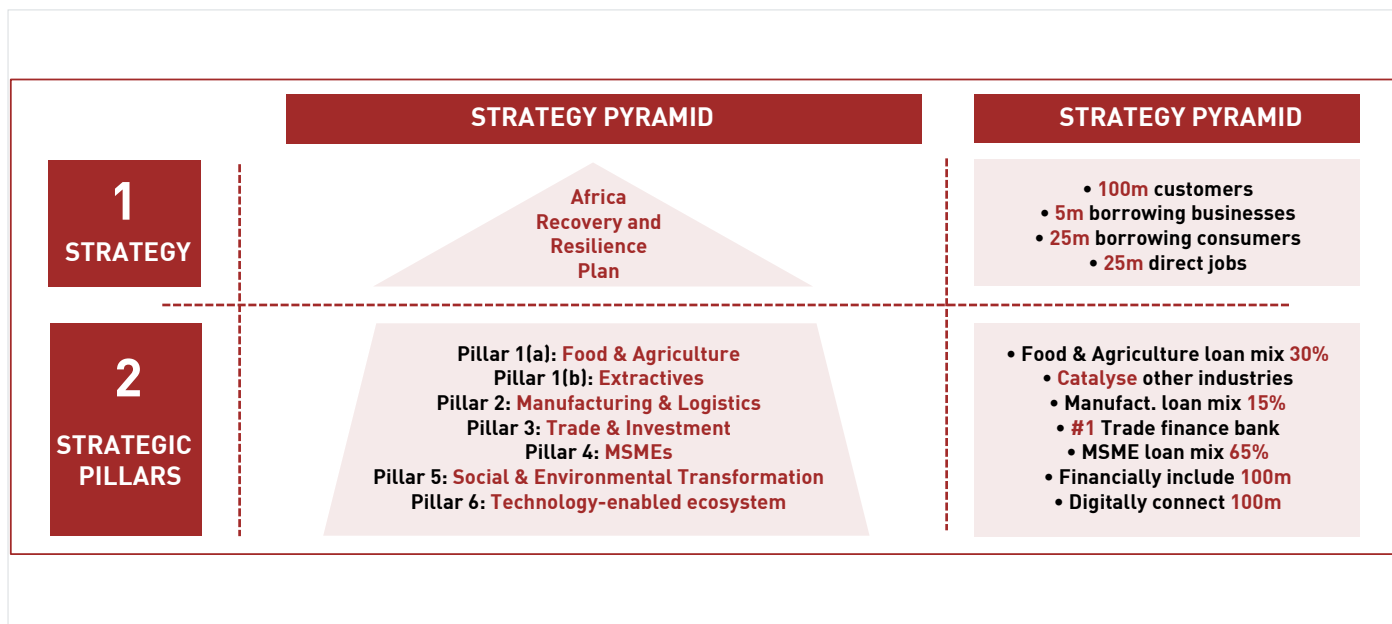 STRATEGY PYRAMID
STRATEGY PYRAMID
1
STRATEGY
Africa
Recovery and
Resilience
Plan
• 100m customers
• 5m borrowing businesses
• 25m borrowing consumers
• 25m direct jobs
2
STRATEGIC
PILLARS
Pillar 1(a): Food & Agriculture
Pillar 1(b): Extractives
Pillar 2: Manufacturing & Logistics
Pillar 3: Trade & Investment
Pillar 4: MSMEs
Pillar 5: Social & Environmental Transformation
Pillar 6: Technology-enabled ecosystem
• Food & Agriculture loan mix 30%
• Catalyse other industries
• Manufact. loan mix 15%
• #1 Trade finance bank
• MSME loan mix 65%
• Financially include 100m
• Digitally connect 100m